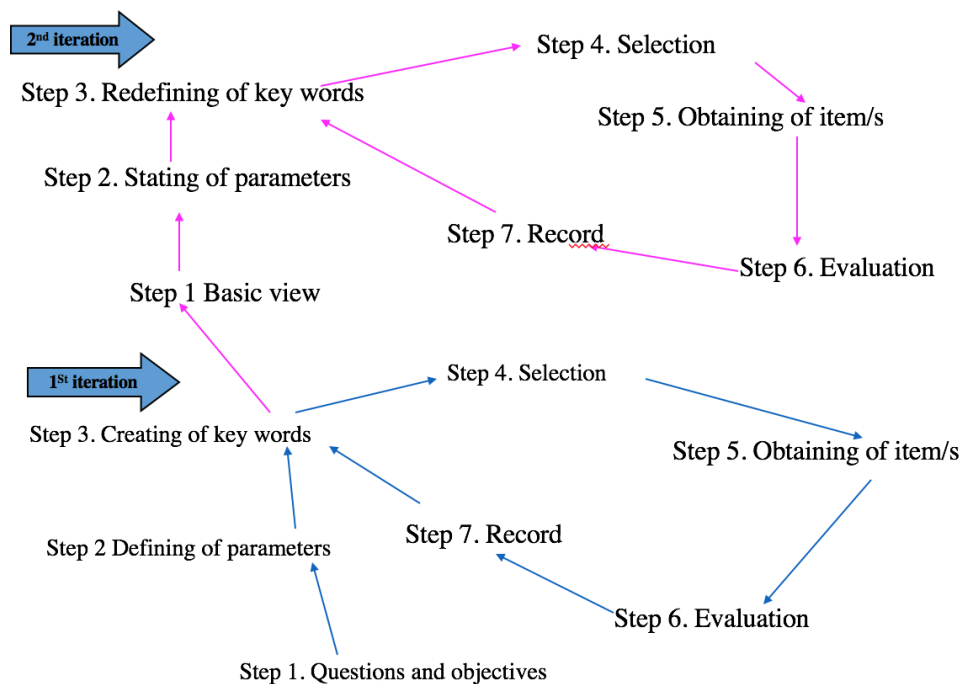 2nd iteration
Step 4. Selection
Step 3. Redefining of key words
Step 5. Obtaining of item/s
Step 2. Stating of parameters
Step 7. Record
Step 6. Evaluation
Step 1 Basic view
1St iteration
Step 4. Selection
Step 3. Creating of key words
Step 5. Obtaining of item/s
Step 7. Record
Step 2 Defining of parameters
Step 6. Evaluation
Step 1. Questions and objectives